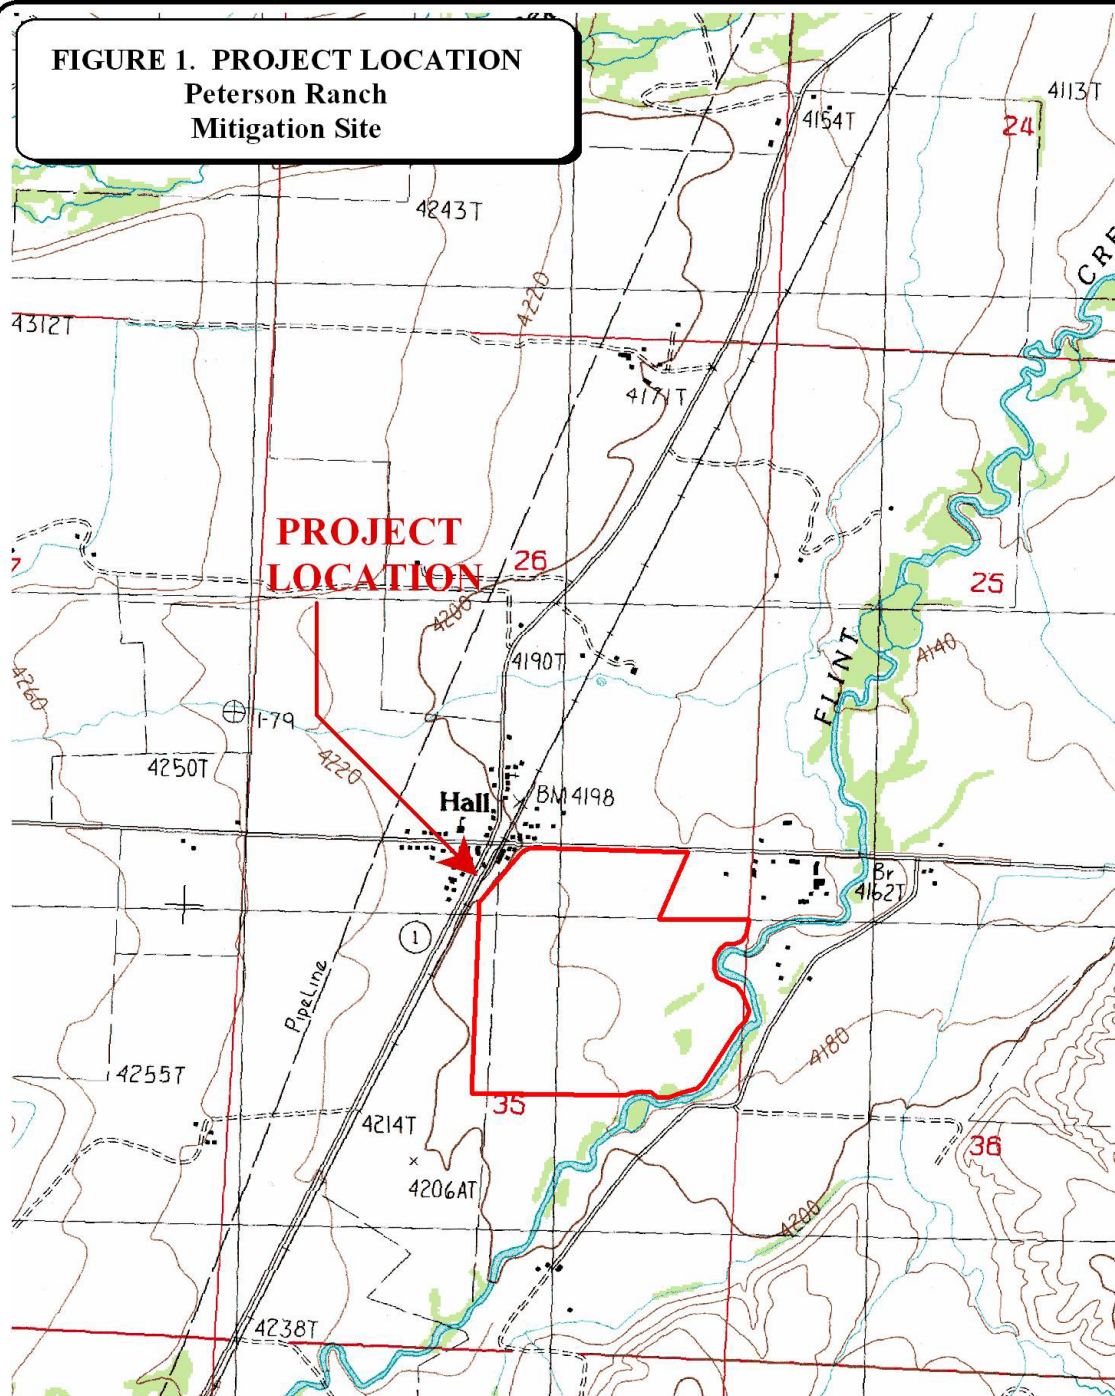 FIGURE 1. PROJECT LOCATION
Peterson Ranch
Mitigation Site
4113T
4154T
24
4243T
CRE
4220
4312T
4171T
PROJECT
LOCATION
26
25
4200
FLINT
4140
4190T
4260
I-79
4220
4250T
Hall
BM 4198
Br
4162T
1
PipeLine
4180
4255T
35
4214T
36
4206AT
4200
4238T